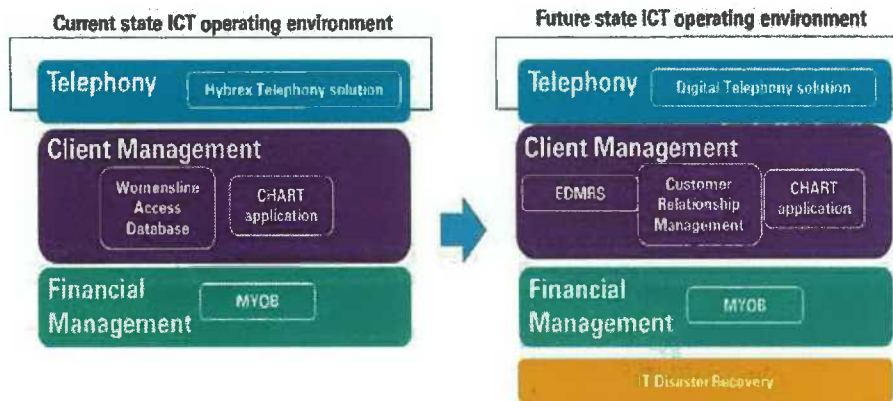 Current state ICT operating environment
Telephony
Hybrex Telephony solution
Client Management
Womensline
Access
Database
CHART
application
Financial
Management
MYOB
Future state ICT operating environment
Telephony
Digital Telephony solution
Client Management
EDMRS
Customer
Relationship
Management
CHART
application
Financial
Management
MYOB
IT Disaster Recovery